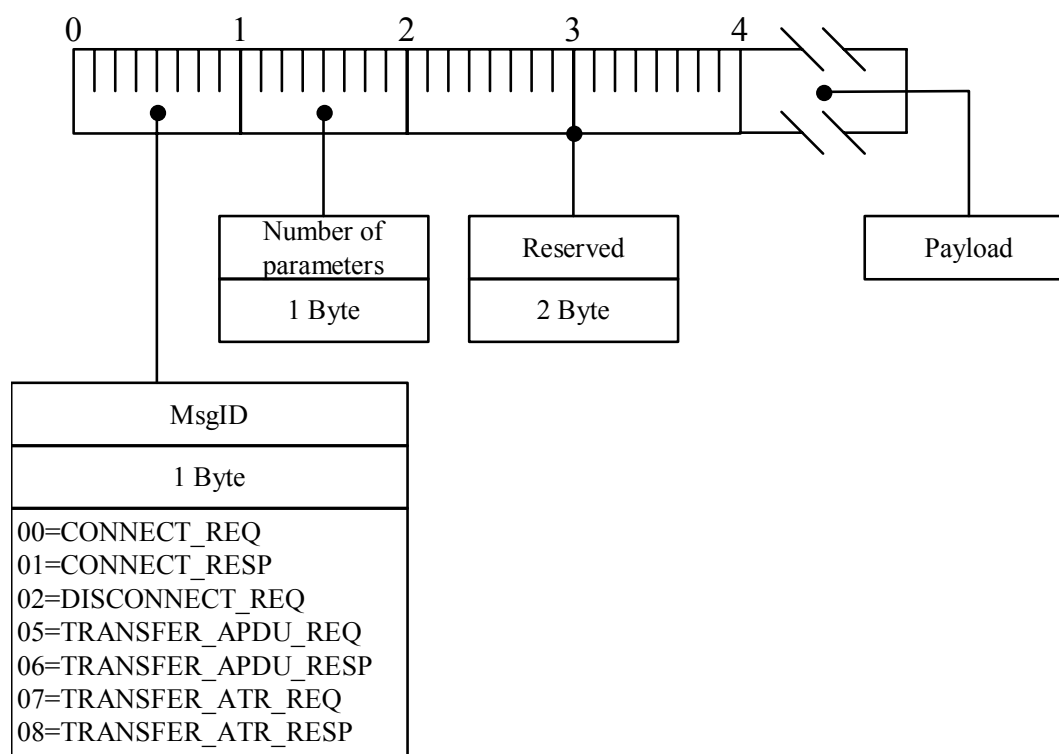 0 1 2 3 4
Number of
parameters
1 Byte
Reserved
2 Byte
Payload
MsgID
1 Byte
00=CONNECT_REQ
01=CONNECT_RESP
02=DISCONNECT_REQ
05=TRANSFER_APDU_REQ
06=TRANSFER_APDU_RESP
07=TRANSFER_ATR_REQ
08=TRANSFER_ATR_RESP